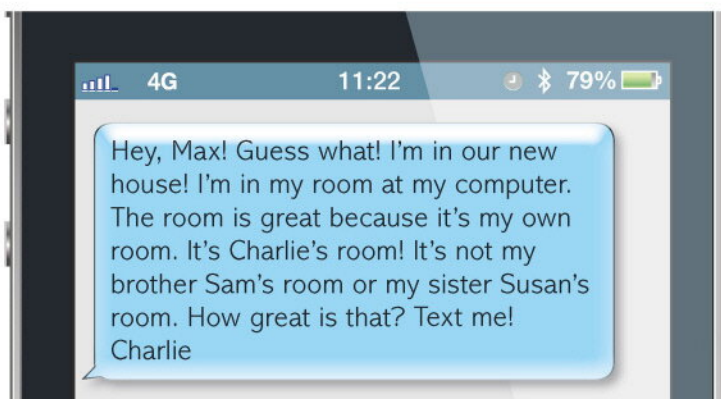 4G 11:22 79%
Hey, Max! Guess what! I'm in our new
house! I'm in my room at my computer.
The room is great because it's my own
room. It's Charlie's room! It's not my
brother Sam's room or my sister Susan's
room. How great is that? Text me!
Charlie